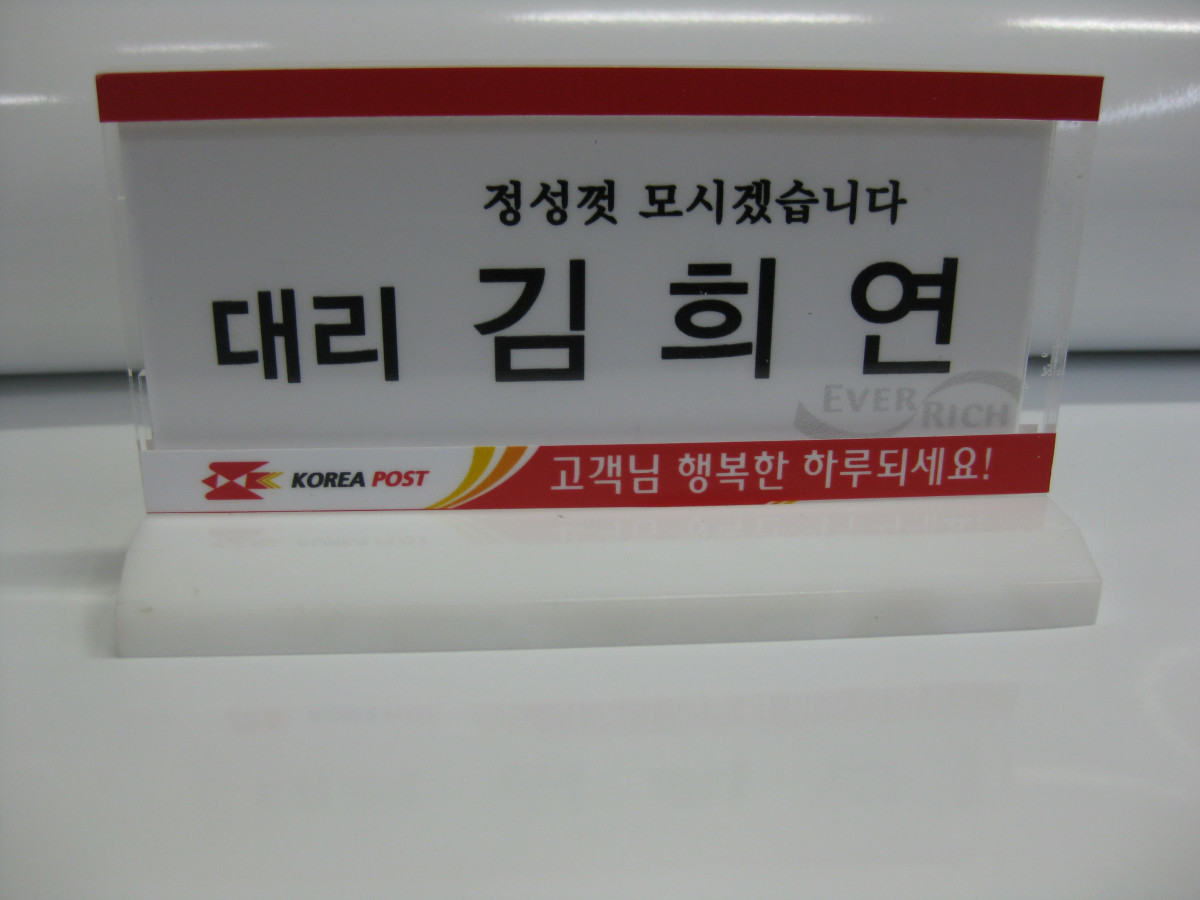 정성껏 모시겠습니다
대리 김 희 연
EVER RICH
KOREA POST 고객님 행복한 하루되세요!